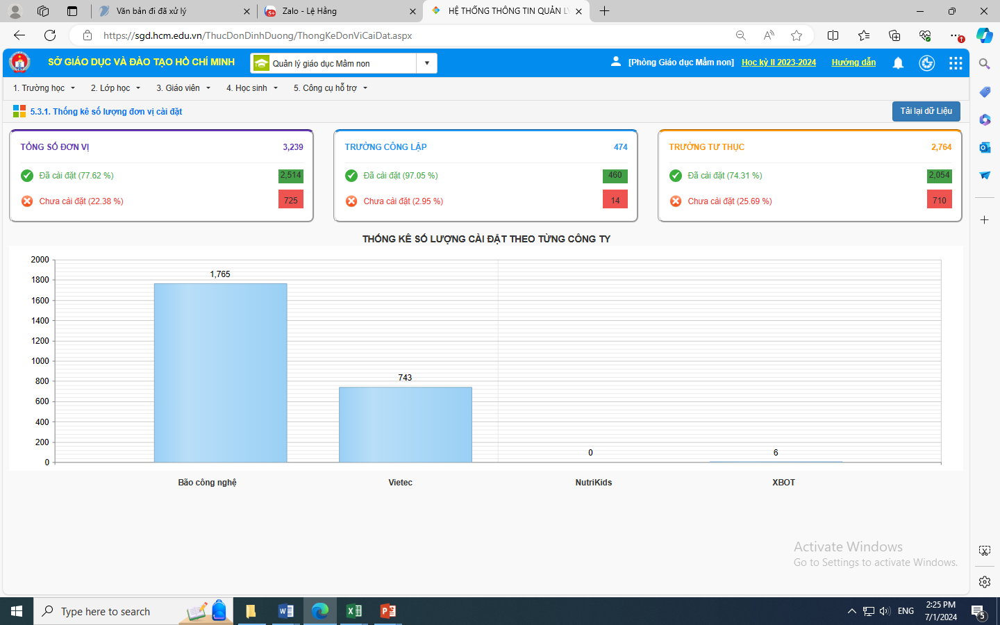 Văn bản đi đã xử lý
Zalo - Lệ Hằng
HỆ THỐNG THÔNG TIN QUẢN LÝ
https://sgd.hcm.edu.vn/ThucDonDinhDuong/ThongKeDonViCaiDat.aspx
SỞ GIÁO DỤC VÀ ĐÀO TẠO HỒ CHÍ MINH
Quản lý giáo dục Mầm non
[Phòng Giáo dục Mầm non]
Học kỳ II 2023-2024
Hướng dẫn
1. Trường học
2. Lớp học
3. Giáo viên
4. Học sinh
5. Công cụ hỗ trợ
5.3.1. Thống kê số lượng đơn vị cài đặt
Tải lại dữ Liệu
TỔNG SỐ ĐƠN VỊ 3,239
Đã cài đặt (77.62 %) 2,514
Chưa cài đặt (22.38 %) 725
TRƯỜNG CÔNG LẬP 474
Đã cài đặt (97.05 %) 460
Chưa cài đặt (2.95 %) 14
TRƯỜNG TƯ THỤC 2,764
Đã cài đặt (74.31 %) 2,054
Chưa cài đặt (25.69 %) 710
THỐNG KÊ SỐ LƯỢNG CÀI ĐẶT THEO TỪNG CÔNG TY
2000
1800
1600
1400
1200
1000
800
600
400
200
0
1,765
743
0
6
Bão công nghệ
Vietec
NutriKids
XBOT
Activate Windows
Go to Settings to activate Windows.
Type here to search
ENG
2:25 PM
7/1/2024
5